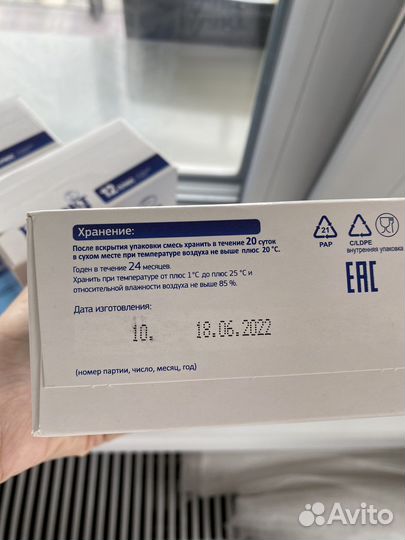 Хранение:
После вскрытия упаковки смесь хранить в течение 20 суток
в сухом месте при температуре воздуха не выше плюс 20 °С.
Годен в течение 24 месяцев.
Хранить при температуре от плюс 1 °С до плюс 25 °С и
относительной влажности воздуха не выше 85 %.
Дата изготовления:
10. 18.06.2022
(номер партии, число, месяц, год)
21
PAP
C/LDPE
внутренняя упаковка
EAC
12
Avito